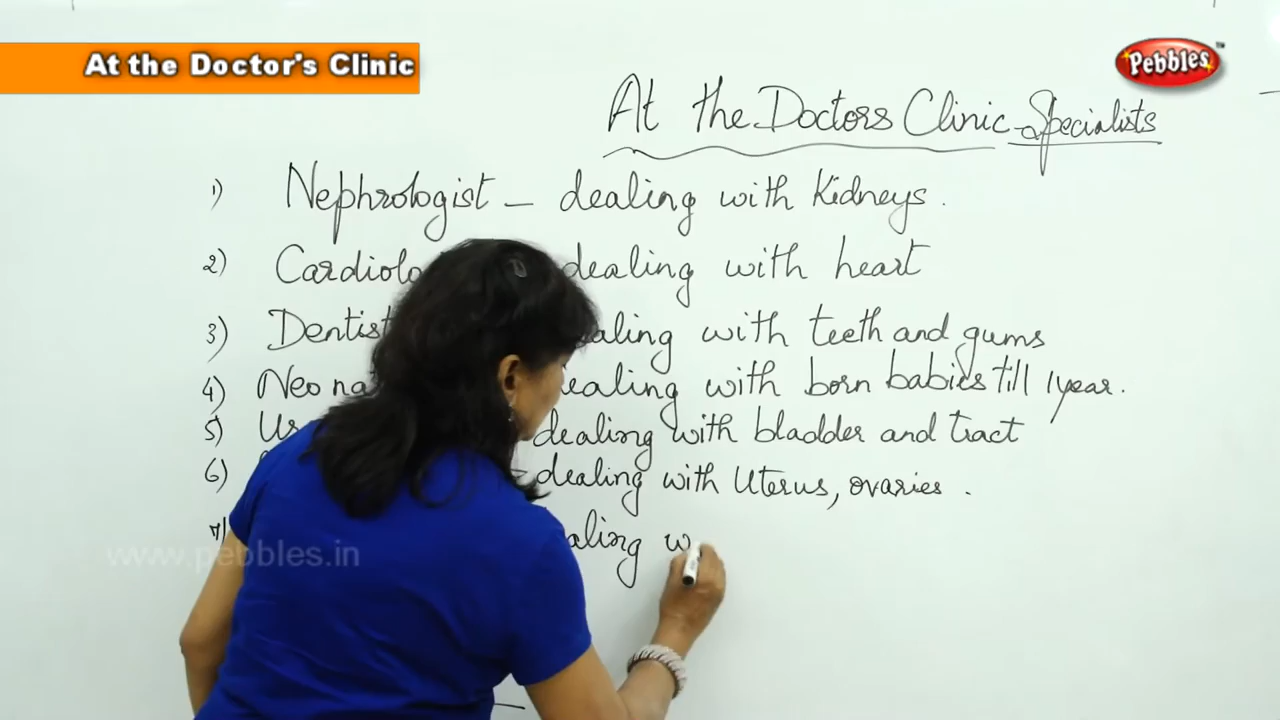 At the Doctor's Clinic
Pebbles™
At the Doctors Clinic - Specialists
1) Nephrologist - dealing with Kidneys.
2) Cardiolo dealing with heart
3) Dentist aling with teeth and gums
4) Neo na ealing with born babies till 1 year.
5) Ur dealing with bladder and tract
6) - dealing with Uterus, ovaries.
7) aling w
www.pebbles.in